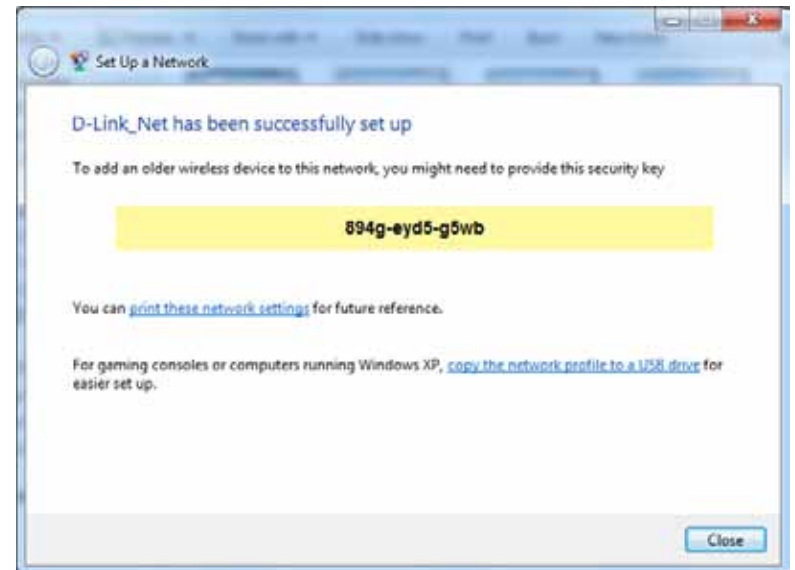 Set Up a Network
D-Link_Net has been successfully set up
To add an older wireless device to this network, you might need to provide this security key
894g-eyd5-g5wb
You can print these network settings for future reference.
For gaming consoles or computers running Windows XP, copy the network profile to a USB drive for
easier set up.
Close